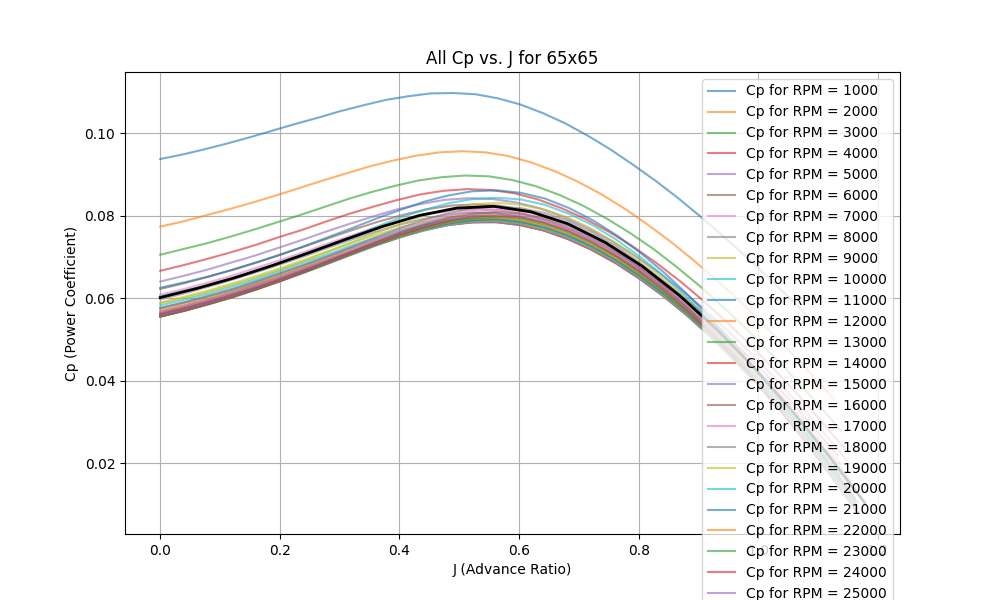 All Cp vs. J for 65x65
Cp (Power Coefficient)
0.10
0.08
0.06
0.04
0.02
0.0
0.2
0.4
0.6
0.8
J (Advance Ratio)
Cp for RPM = 1000
Cp for RPM = 2000
Cp for RPM = 3000
Cp for RPM = 4000
Cp for RPM = 5000
Cp for RPM = 6000
Cp for RPM = 7000
Cp for RPM = 8000
Cp for RPM = 9000
Cp for RPM = 10000
Cp for RPM = 11000
Cp for RPM = 12000
Cp for RPM = 13000
Cp for RPM = 14000
Cp for RPM = 15000
Cp for RPM = 16000
Cp for RPM = 17000
Cp for RPM = 18000
Cp for RPM = 19000
Cp for RPM = 20000
Cp for RPM = 21000
Cp for RPM = 22000
Cp for RPM = 23000
Cp for RPM = 24000
Cp for RPM = 25000